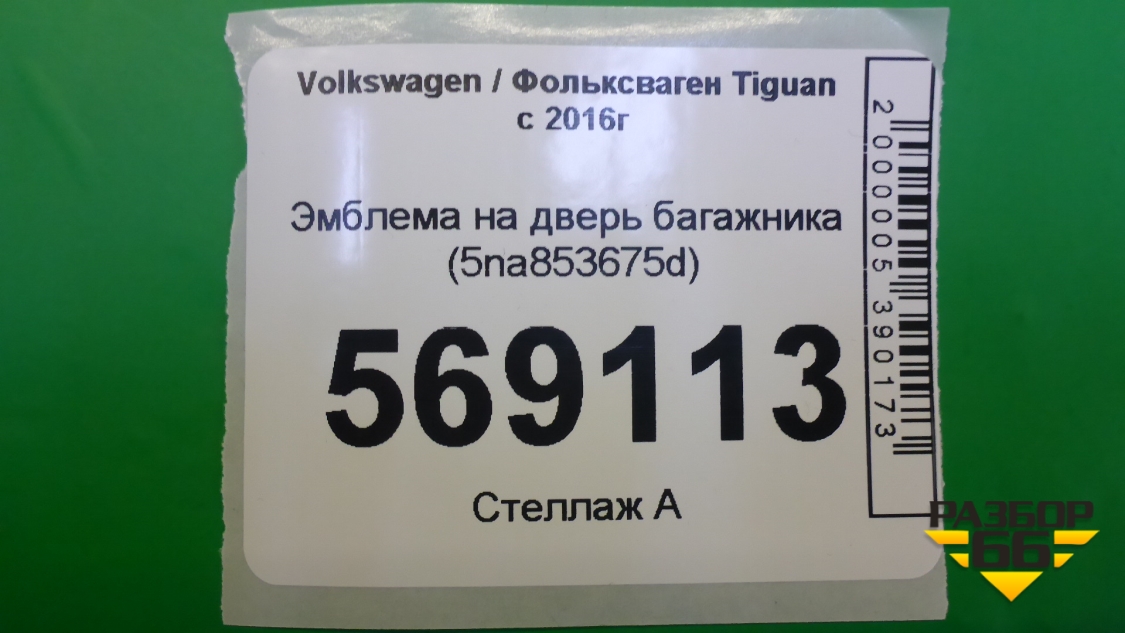 Volkswagen / Фольксваген Tiguan
с 2016г
Эмблема на дверь багажника
(5na853675d)
569113
Стеллаж А
2000005390173
РАЗБОР
66